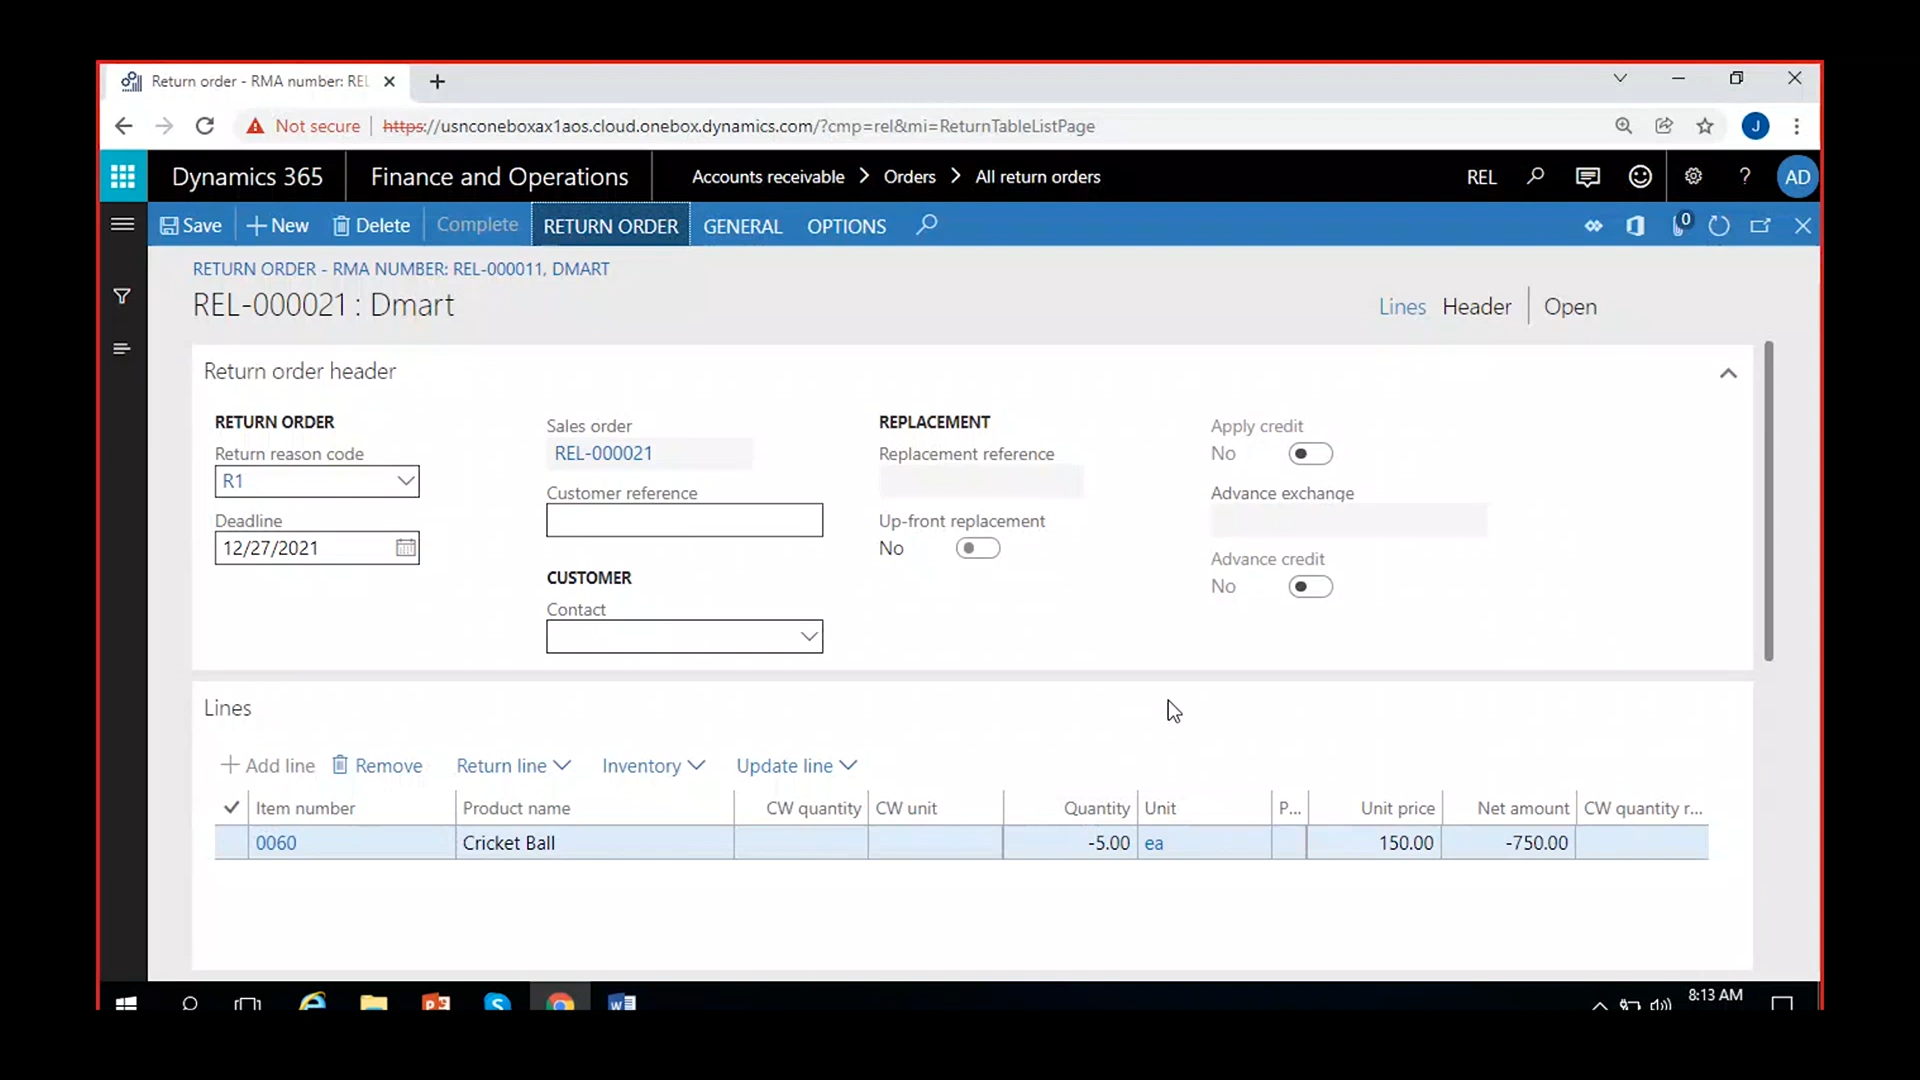 Return order - RMA number: REL
Not secure https://usnconeboxax1aos.cloud.onebox.dynamics.com/?cmp=rel&mi=ReturnTableListPage J
Dynamics 365 Finance and Operations Accounts receivable > Orders > All return orders REL ? AD
Save New Delete Complete RETURN ORDER GENERAL OPTIONS 0
RETURN ORDER - RMA NUMBER: REL-000011, DMART
REL-000021 : Dmart Lines Header Open
Return order header
RETURN ORDER
Return reason code
R1
Deadline
12/27/2021
Sales order
REL-000021
Customer reference
CUSTOMER
Contact
REPLACEMENT
Replacement reference
Up-front replacement
No
Apply credit
No
Advance exchange
Advance credit
No
Lines
Add line Remove Return line Inventory Update line
Item number Product name CW quantity CW unit Quantity Unit P... Unit price Net amount CW quantity r...
0060 Cricket Ball -5.00 ea 150.00 -750.00
8:13 AM